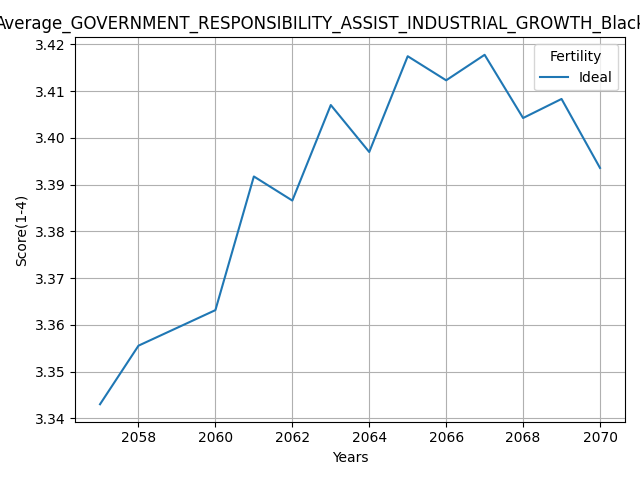 Average_GOVERNMENT_RESPONSIBILITY_ASSIST_INDUSTRIAL_GROWTH_Black
3.42
3.41
3.40
3.39
3.38
3.37
3.36
3.35
3.34
Score(1-4)
Fertility
Ideal
2058 2060 2062 2064 2066 2068 2070
Years